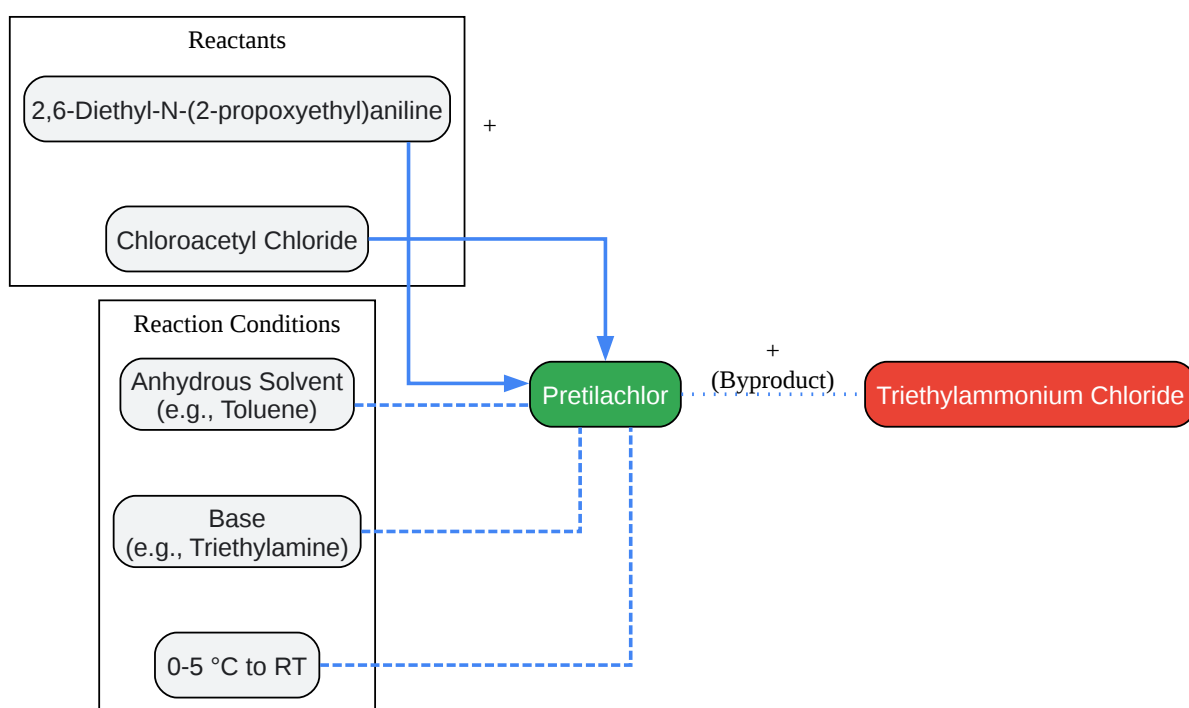 Reactants
2,6-Diethyl-N-(2-propoxyethyl)aniline
+
Chloroacetyl Chloride
Reaction Conditions
Anhydrous Solvent
(e.g., Toluene)
Base
(e.g., Triethylamine)
0-5 °C to RT
Pretilachlor
+
(Byproduct)
Triethylammonium Chloride